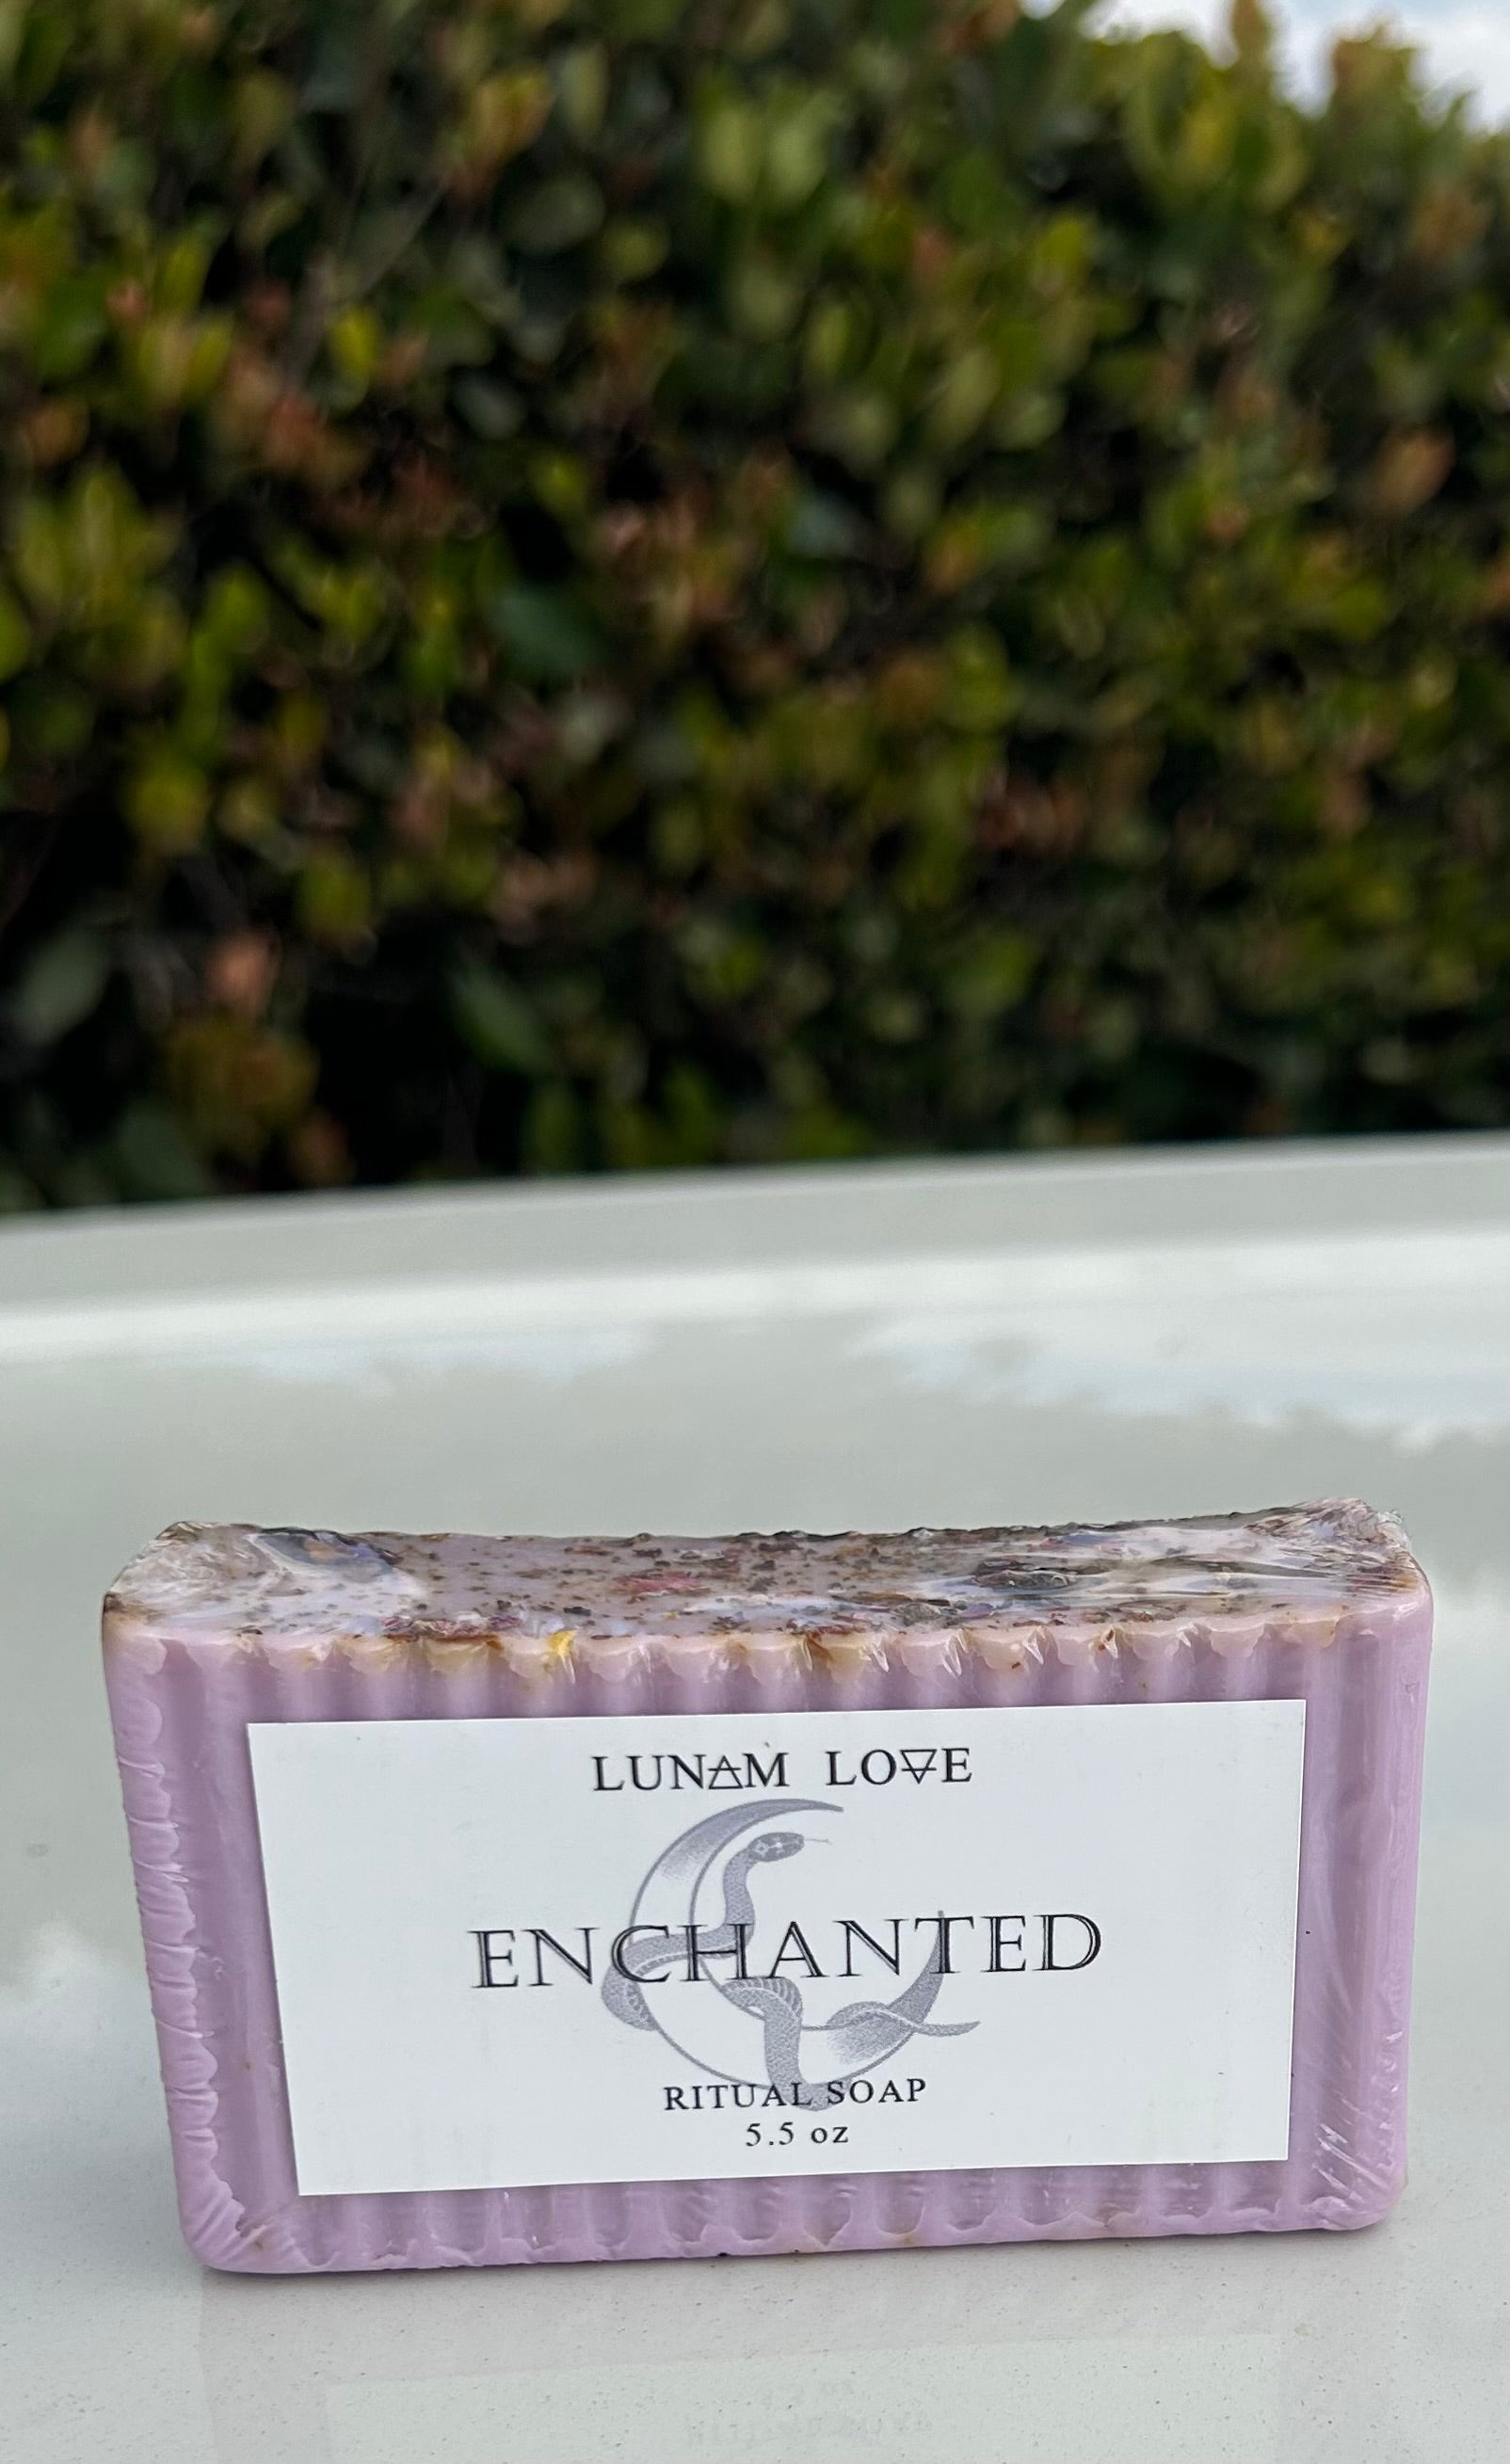 LUNAM LOVE
ENCHANTED
RITUAL SOAP
5.5 oz